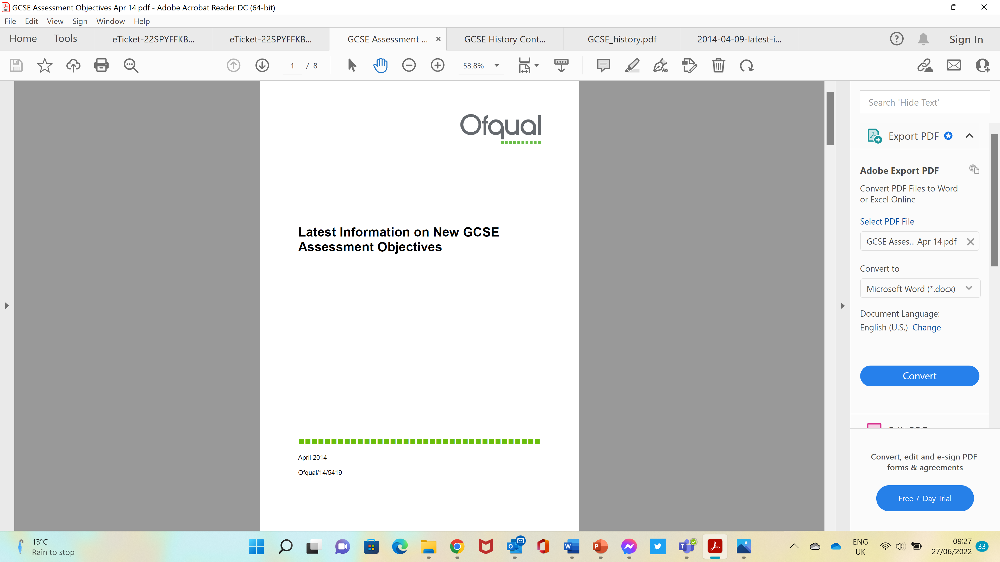 GCSE Assessment Objectives Apr 14.pdf - Adobe Acrobat Reader DC (64-bit)
File Edit View Sign Window Help
Home Tools eTicket-22SPYFFKB... eTicket-22SPYFFKB... GCSE Assessment ... GCSE History Cont... GCSE_history.pdf 2014-04-09-latest-i... Sign In
1 / 8 53.8%
Search 'Hide Text'
Export PDF
Adobe Export PDF
Convert PDF Files to Word
or Excel Online
Select PDF File
GCSE Asses... Apr 14.pdf
Convert to
Microsoft Word (*.docx)
Document Language:
English (U.S.) Change
Convert
Convert, edit and e-sign PDF
forms & agreements
Free 7-Day Trial
Ofqual
Latest Information on New GCSE
Assessment Objectives
April 2014
Ofqual/14/5419
13°C
Rain to stop
ENG
UK
09:27
27/06/2022
33